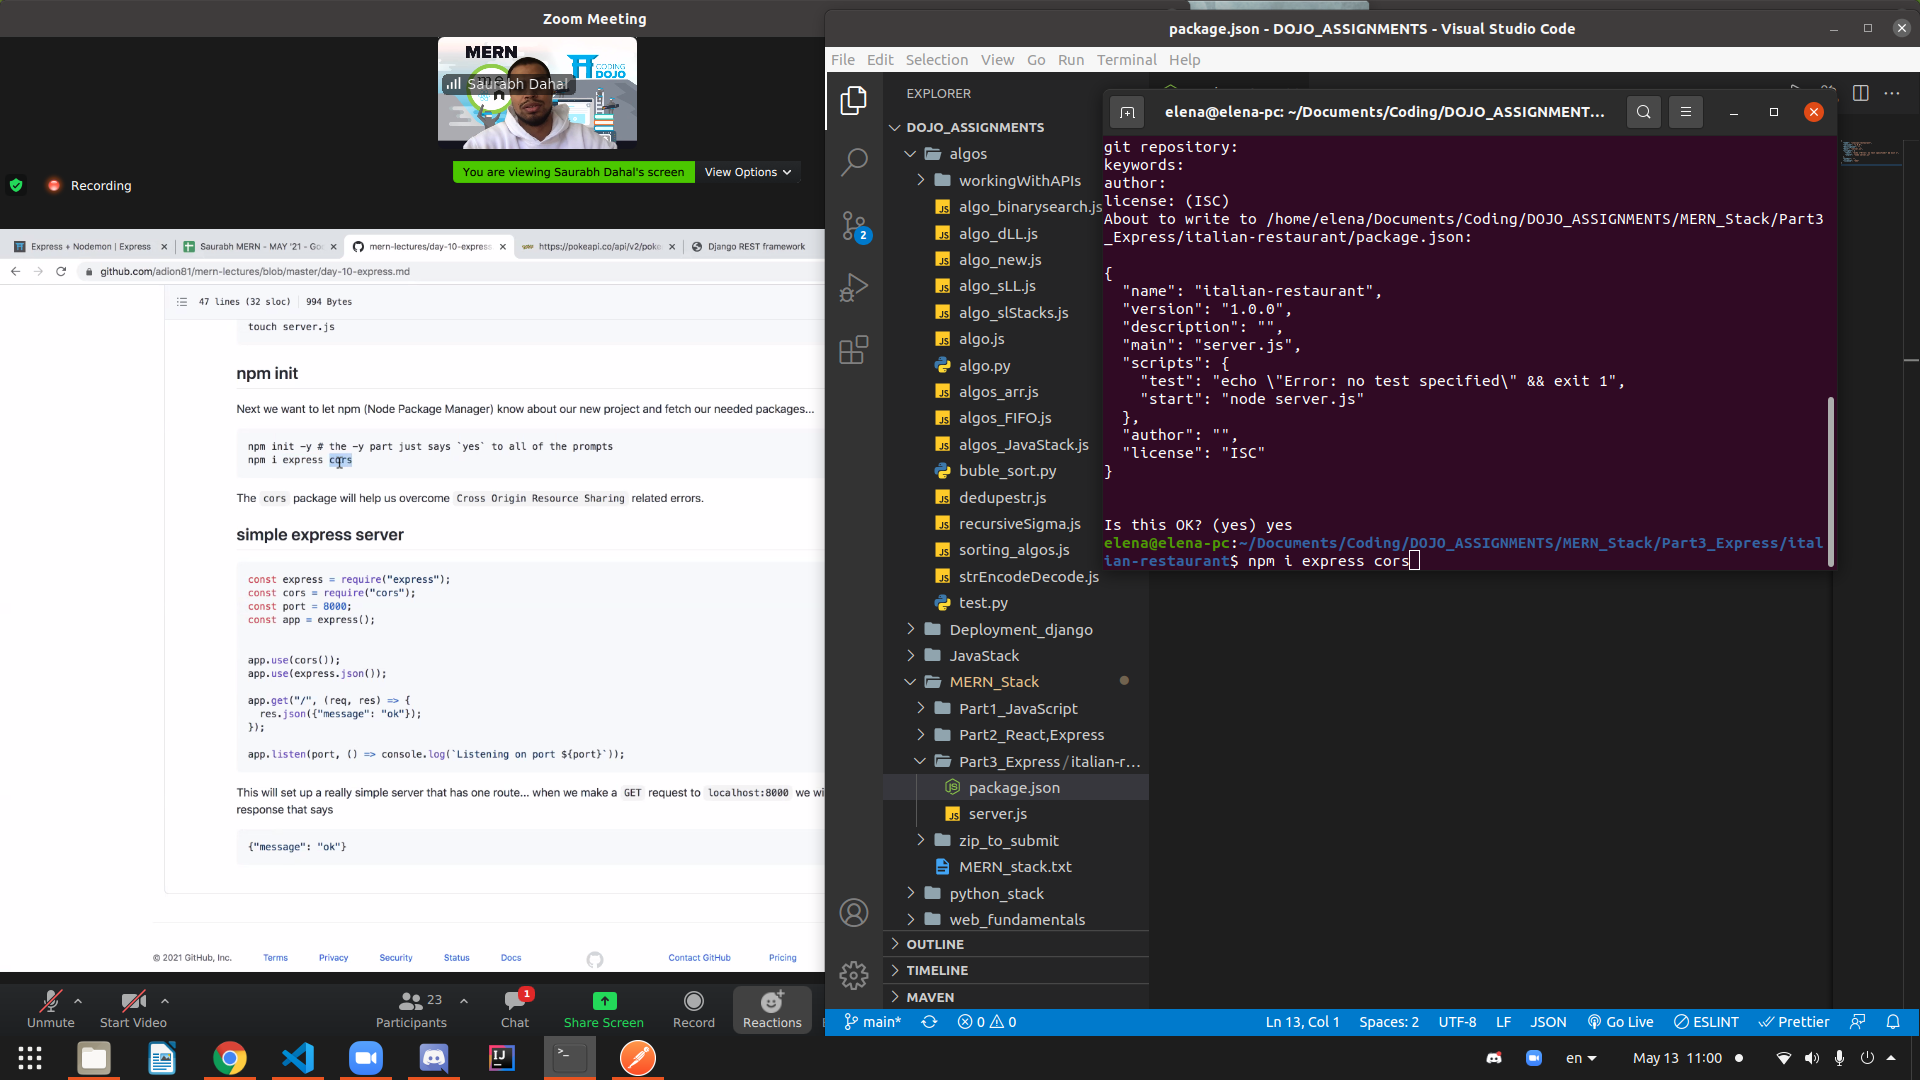 Zoom Meeting
MERN
CODING
DOJO
Saurabh Dahal
You are viewing Saurabh Dahal's screen
View Options
Recording
Express + Nodemon | Express
Saurabh MERN - MAY '21 - Go
mern-lectures/day-10-express
https://pokeapi.co/api/v2/poke
Django REST framework
github.com/adion81/mern-lectures/blob/master/day-10-express.md
47 lines (32 sloc) | 994 Bytes
touch server.js
npm init
Next we want to let npm (Node Package Manager) know about our new project and fetch our needed packages...
npm init -y # the -y part just says `yes` to all of the prompts
npm i express cors
The cors package will help us overcome Cross Origin Resource Sharing related errors.
simple express server
const express = require("express");
const cors = require("cors");
const port = 8000;
const app = express();
app.use(cors());
app.use(express.json());
app.get("/", (req, res) => {
res.json({"message": "ok"});
});
app.listen(port, () => console.log(`Listening on port ${port}`));
This will set up a really simple server that has one route... when we make a GET request to localhost:8000 we wi
response that says
{"message": "ok"}
© 2021 GitHub, Inc.
Terms
Privacy
Security
Status
Docs
Contact GitHub
Pricing
Unmute
Start Video
23
Participants
1
Chat
Share Screen
Record
Reactions
package.json - DOJO_ASSIGNMENTS - Visual Studio Code
File Edit Selection View Go Run Terminal Help
EXPLORER
DOJO_ASSIGNMENTS
algos
workingWithAPIs
algo_binarysearch.js
algo_dLL.js
algo_new.js
algo_sLL.js
algo_slStacks.js
algo.js
algo.py
algos_arr.js
algos_FIFO.js
algos_JavaStack.js
buble_sort.py
dedupestr.js
recursiveSigma.js
sorting_algos.js
strEncodeDecode.js
test.py
Deployment_django
JavaStack
MERN_Stack
Part1_JavaScript
Part2_React,Express
Part3_Express / italian-r...
package.json
server.js
zip_to_submit
MERN_stack.txt
python_stack
web_fundamentals
OUTLINE
TIMELINE
MAVEN
2
elena@elena-pc: ~/Documents/Coding/DOJO_ASSIGNMENT...
git repository:
keywords:
author:
license: (ISC)
About to write to /home/elena/Documents/Coding/DOJO_ASSIGNMENTS/MERN_Stack/Part3
_Express/italian-restaurant/package.json:
{
"name": "italian-restaurant",
"version": "1.0.0",
"description": "",
"main": "server.js",
"scripts": {
"test": "echo \"Error: no test specified\" && exit 1",
"start": "node server.js"
},
"author": "",
"license": "ISC"
}
Is this OK? (yes) yes
elena@elena-pc:~/Documents/Coding/DOJO_ASSIGNMENTS/MERN_Stack/Part3_Express/ital
ian-restaurant$ npm i express cors
main*
0 0
Ln 13, Col 1
Spaces: 2
UTF-8
LF
JSON
Go Live
ESLINT
Prettier
IJ
en
May 13 11:00